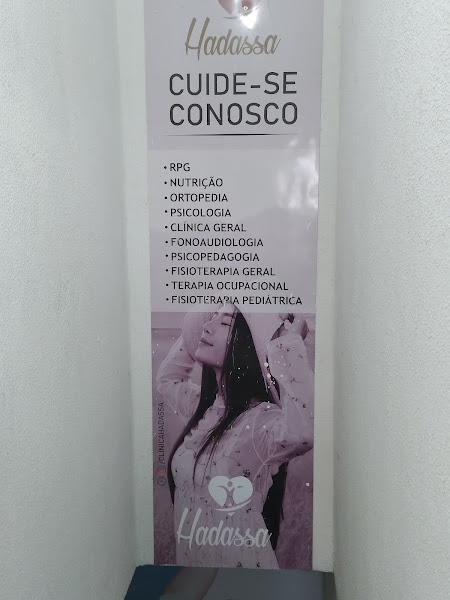 Hadassa
CUIDE-SE
CONOSCO
• RPG
• NUTRIÇÃO
• ORTOPEDIA
• PSICOLOGIA
• CLÍNICA GERAL
• FONOAUDIOLOGIA
• PSICOPEDAGOGIA
• FISIOTERAPIA GERAL
• TERAPIA OCUPACIONAL
• FISIOTERAPIA PEDIÁTRICA
/CLINICAHADASSA
Hadassa